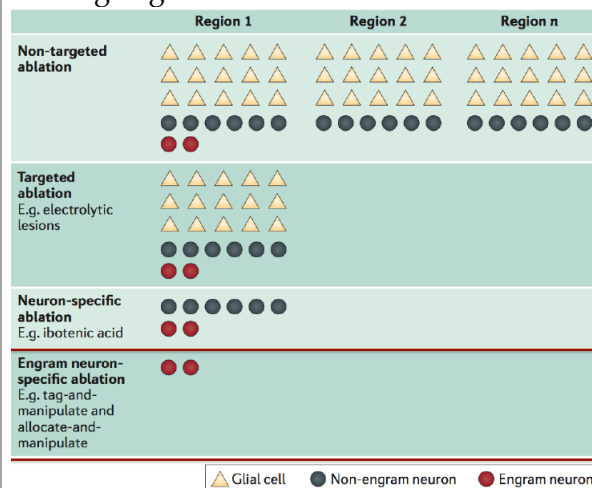 Region 1 Region 2 Region n
Non-targeted
ablation
Targeted
ablation
E.g. electrolytic
lesions
Neuron-specific
ablation
E.g. ibotenic acid
Engram neuron-
specific ablation
E.g. tag-and-
manipulate and
allocate-and-
manipulate
Glial cell Non-engram neuron Engram neuron